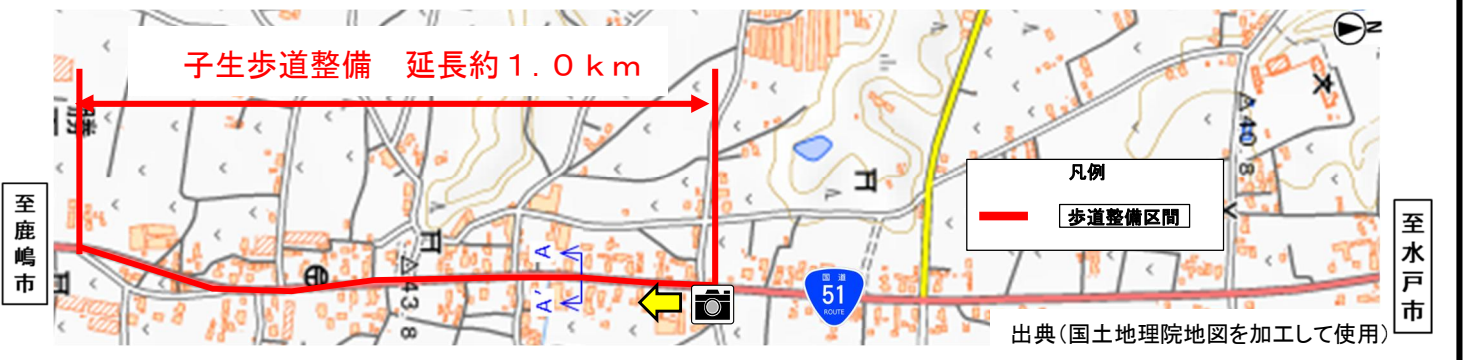 子生歩道整備 延長約1.0km
N
至鹿嶋市
至水戸市
凡例
歩道整備区間
40.8
43.8
A
A'
国道
51
ROUTE
出典(国土地理院地図を加工して使用)